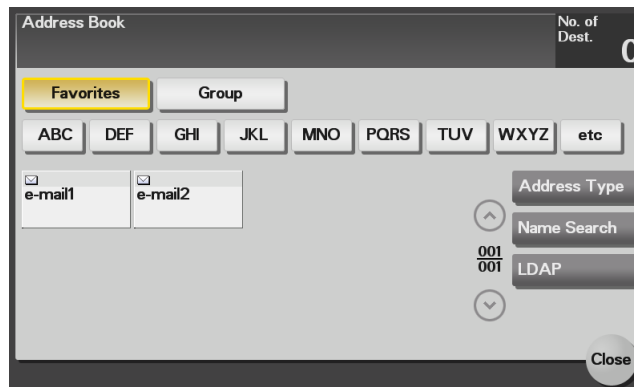 Address Book
No. of
Dest.
0
Favorites Group
ABC DEF GHI JKL MNO PQRS TUV WXYZ etc
e-mail1 e-mail2
Address Type
Name Search
001
001
LDAP
Close